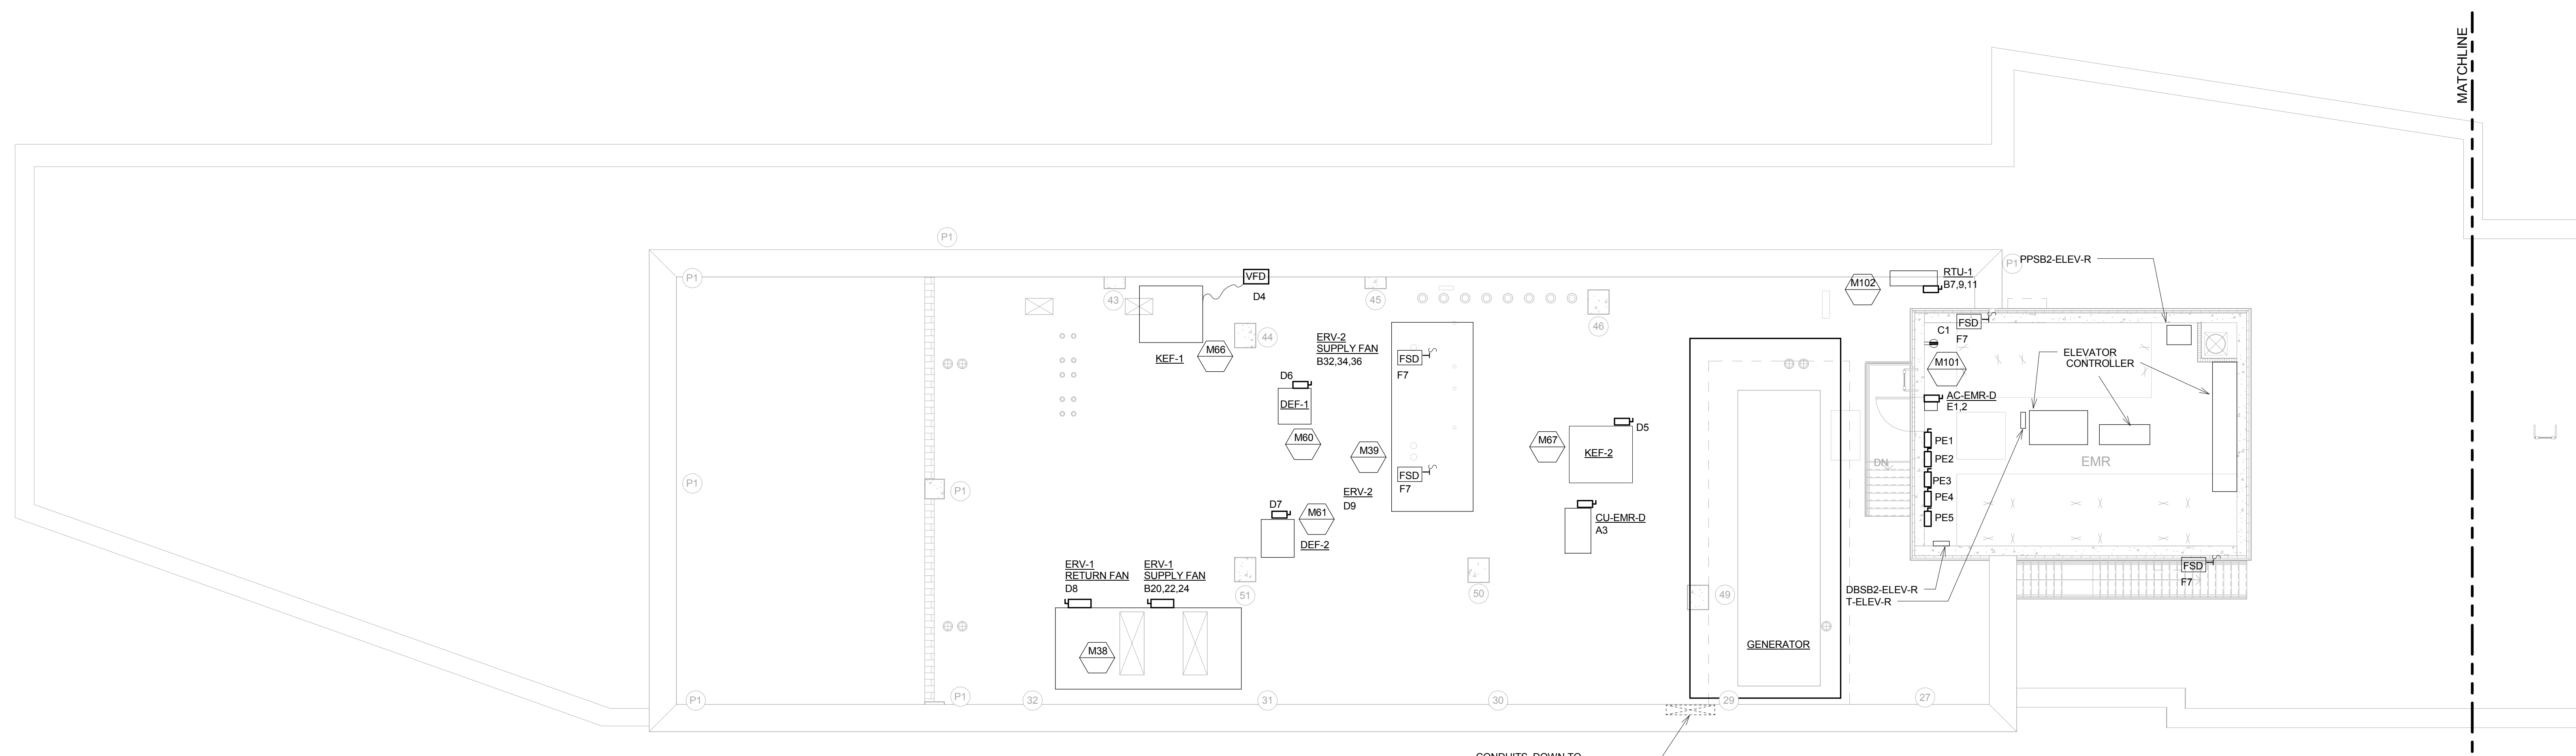 MATCHLINE
P1
P1
P1
PPSB2-ELEV-R
VFD
D4
43
45
46
44
M102
RTU-1
B7,9,11
FSD
F7
C1
M66
KEF-1
ERV-2
SUPPLY FAN
B32,34,36
FSD
F7
M101
ELEVATOR
CONTROLLER
D6
DEF-1
AC-EMR-D
E1,2
M60
M39
M67
D5
KEF-2
PE1
PE2
PE3
PE4
PE5
DN
EMR
FSD
F7
P1
P1
ERV-2
D9
D7
M61
DEF-2
CU-EMR-D
A3
ERV-1
RETURN FAN
D8
ERV-1
SUPPLY FAN
B20,22,24
51
50
49
FSD
F7
DBSB2-ELEV-R
T-ELEV-R
M38
GENERATOR
P1
P1
32
31
30
29
27
CONDUITS DOWN TO